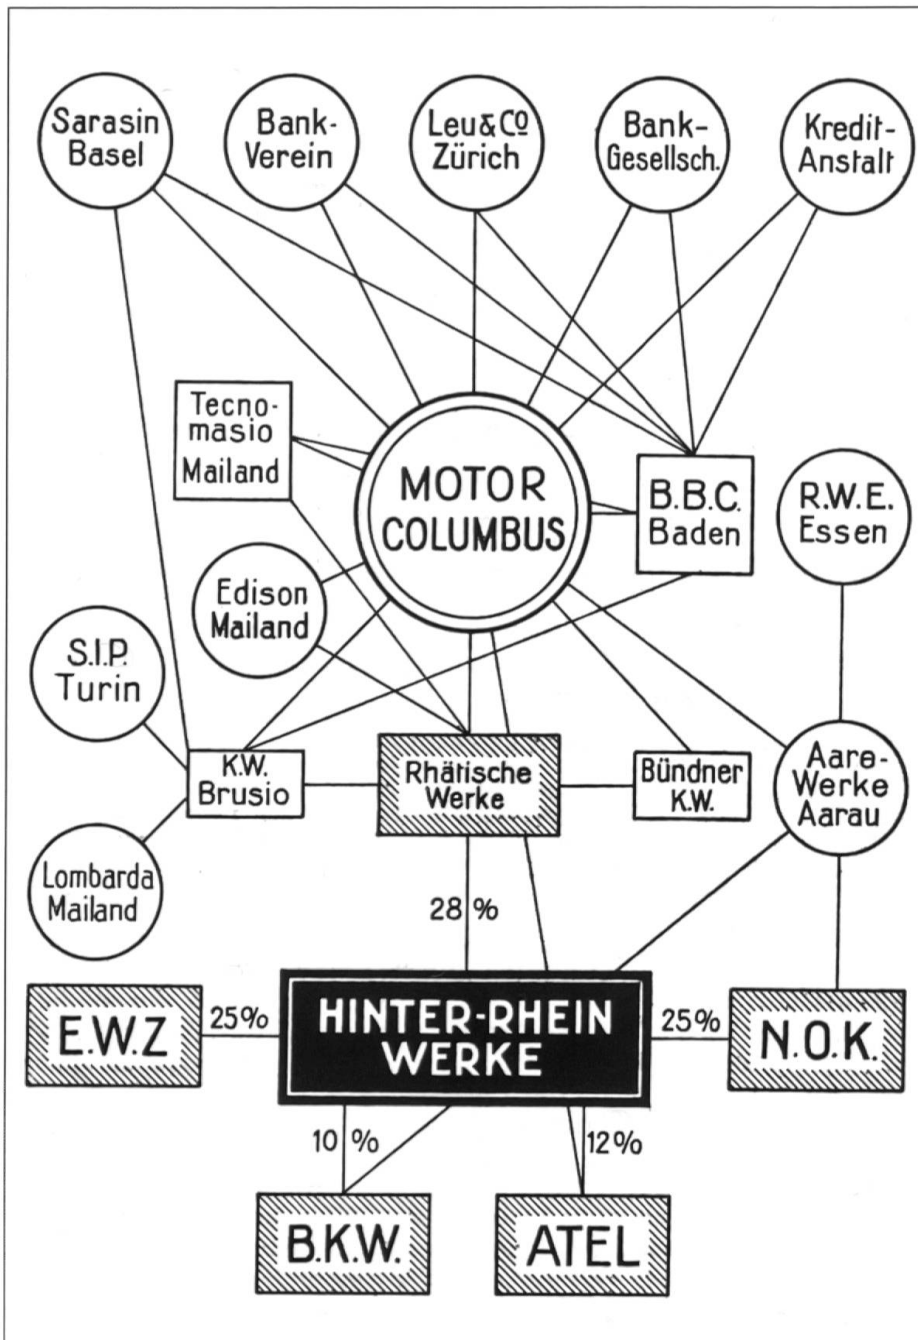 Sarasin
Basel
Bank-
Verein
Leu&Co
Zürich
Bank-
Gesellsch.
Kredit-
Anstalt
Tecno-
masio
Mailand
MOTOR
COLUMBUS
B.B.C.
Baden
R.W.E.
Essen
Edison
Mailand
S.I.P.
Turin
K.W.
Brusio
Rhätische
Werke
Bündner
K.W.
Aare-
Werke
Aarau
Lombarda
Mailand
28 %
E.W.Z
25%
HINTER-RHEIN
WERKE
25%
N.O.K.
10 %
12%
B.K.W.
ATEL